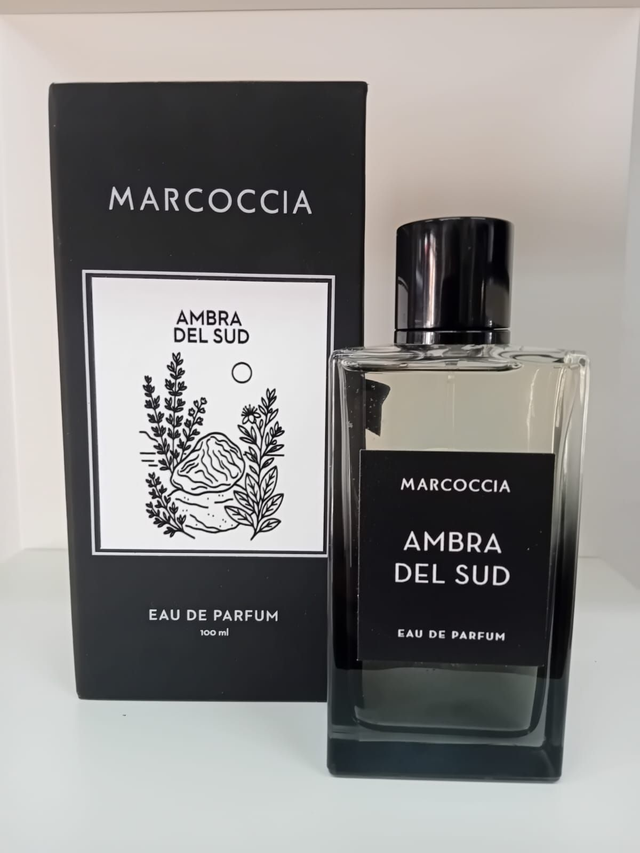 MARCOCCIA
AMBRA
DEL SUD
EAU DE PARFUM
100 ml
MARCOCCIA
AMBRA
DEL SUD
EAU DE PARFUM